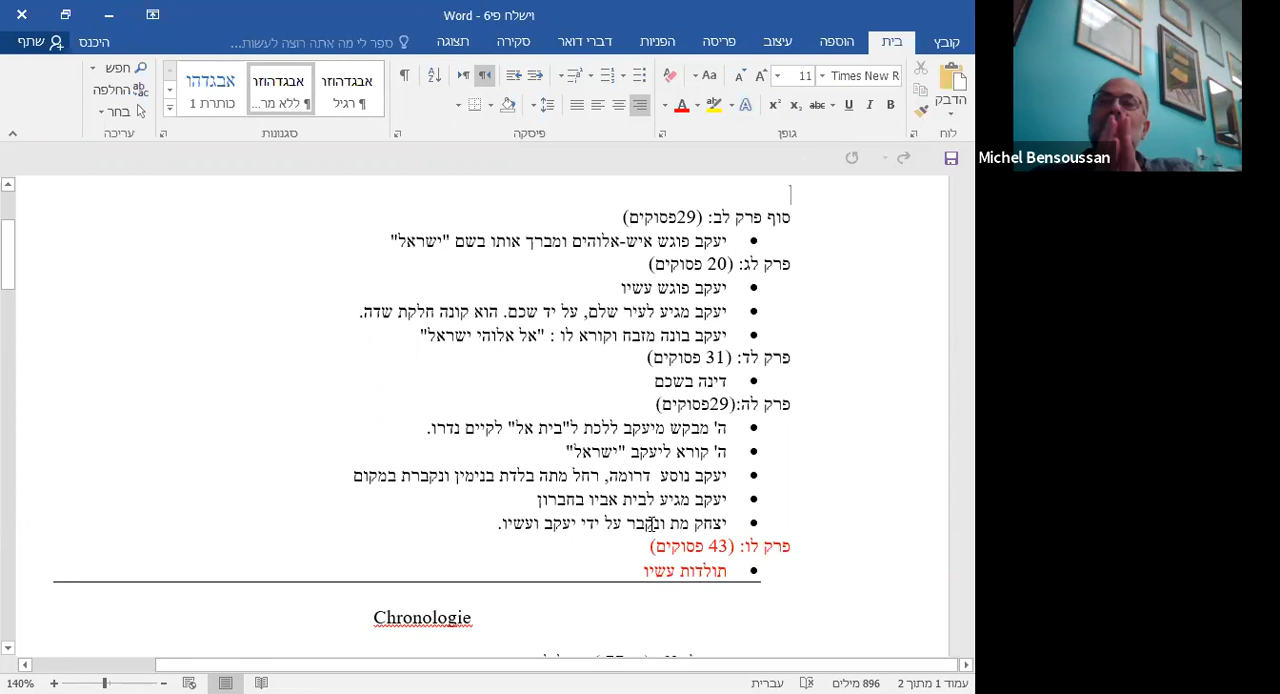 וישלח פי6 - Word
קובץ
בית
הוספה
עיצוב
פריסה
הפניות
דברי דואר
סקירה
תצוגה
ספר לי מה אתה רוצה לעשות...
היכנס
שתף
הדבק
לוח
Times New R
11
Aa
גופן
פיסקה
אבגדהוזו
¶ רגיל
אבגדהוזו
¶ ללא מר...
אבגדהו
כותרת 1
סגנונות
חפש
החלפה
בחר
עריכה
Michel Bensoussan
סוף פרק לב: (29פסוקים)
יעקב פוגש איש-אלוהים ומברך אותו בשם "ישראל"
פרק לג: (20 פסוקים)
יעקב פוגש עשיו
יעקב מגיע לעיר שלם, על יד שכם. הוא קונה חלקת שדה.
יעקב בונה מזבח וקורא לו : "אל אלוהי ישראל"
פרק לד: (31 פסוקים)
דינה בשכם
פרק לה:(29פסוקים)
ה' מבקש מיעקב ללכת ל"בית אל" לקיים נדרו.
ה' קורא ליעקב "ישראל"
יעקב נוסע  דרומה, רחל מתה בלדת בנימין ונקברת במקום
יעקב מגיע לבית אביו בחברון
יצחק מת ונקבר על ידי יעקב ועשיו.
פרק לו: (43 פסוקים)
תולדות עשיו
Chronologie
עמוד 1 מתוך 2
896 מילים
עברית
140%